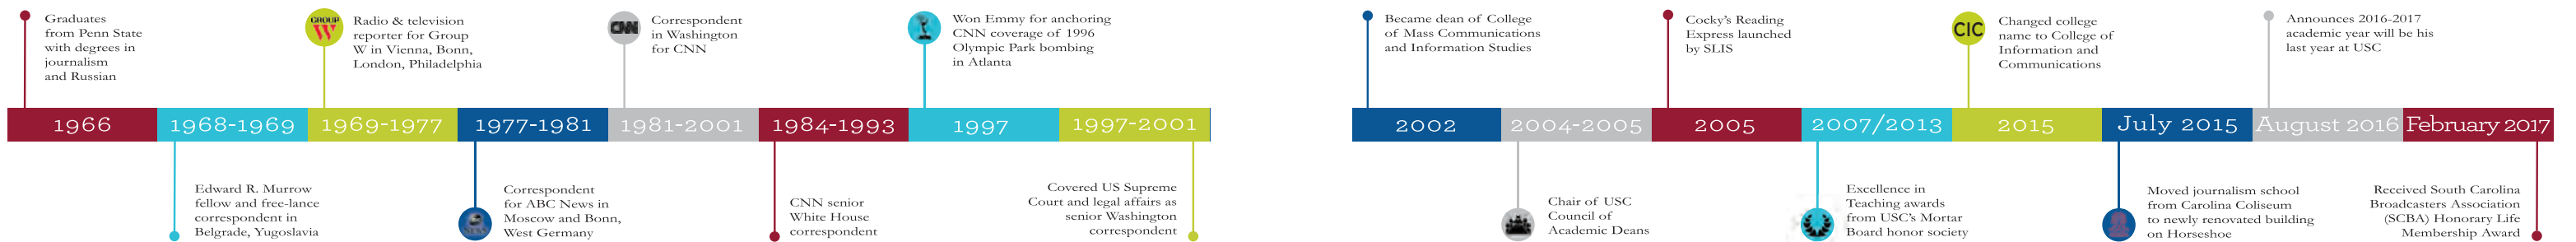 Graduates
from Penn State
with degrees in
journalism
and Russian
GROUP
W
Radio & television
reporter for Group
W in Vienna, Bonn,
London, Philadelphia
CNN
Correspondent
in Washington
for CNN
Won Emmy for anchoring
CNN coverage of 1996
Olympic Park bombing
in Atlanta
1966
1968-1969
1969-1977
1977-1981
1981-2001
1984-1993
1997
1997-2001
Edward R. Murrow
fellow and free-lance
correspondent in
Belgrade, Yugoslavia
Correspondent
for ABC News in
Moscow and Bonn,
West Germany
CNN senior
White House
correspondent
Covered US Supreme
Court and legal affairs as
senior Washington
correspondent
Became dean of College
of Mass Communications
and Information Studies
Cocky's Reading
Express launched
by SLIS
CIC
Changed college
name to College of
Information and
Communications
Announces 2016-2017
academic year will be his
last year at USC
2002
2004-2005
2005
2007/2013
2015
July 2015
August 2016
February 2017
Chair of USC
Council of
Academic Deans
Excellence in
Teaching awards
from USC's Mortar
Board honor society
Moved journalism school
from Carolina Coliseum
to newly renovated building
on Horseshoe
Received South Carolina
Broadcasters Association
(SCBA) Honorary Life
Membership Award